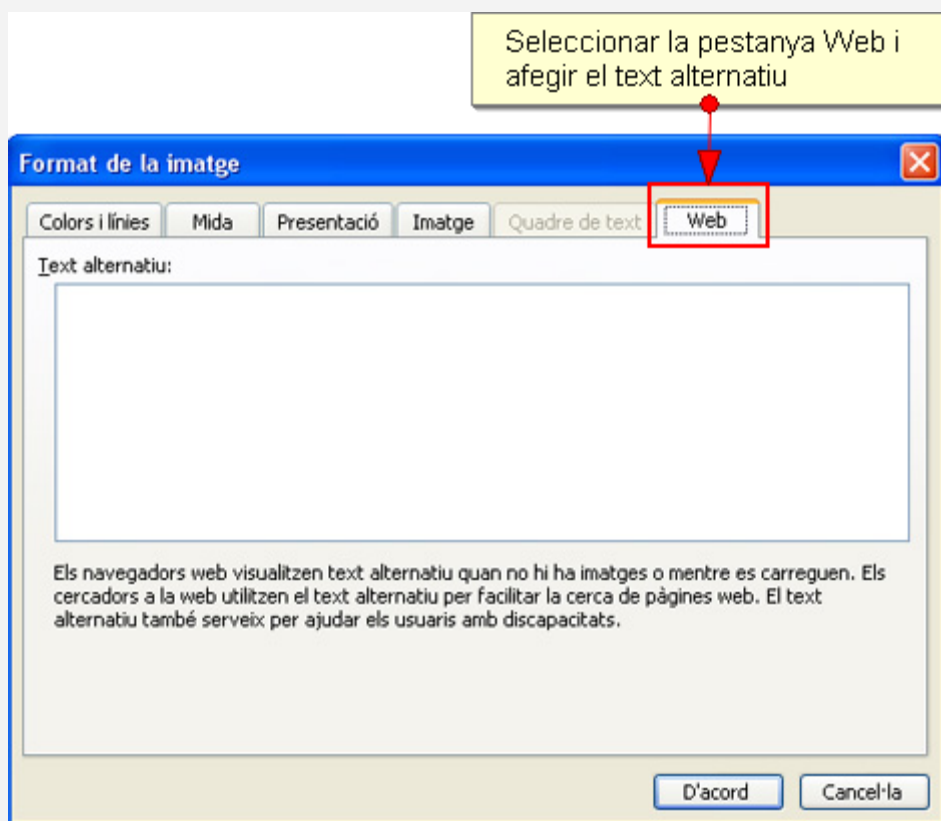 Seleccionar la pestanya Web i
afegir el text alternatiu
Format de la imatge
Colors i línies Mida Presentació Imatge Quadre de text Web
Text alternatiu:
Els navegadors web visualitzen text alternatiu quan no hi ha imatges o mentre es carreguen. Els
cercadors a la web utilitzen el text alternatiu per facilitar la cerca de pàgines web. El text
alternatiu també serveix per ajudar els usuaris amb discapacitats.
D'acord Cancel·la